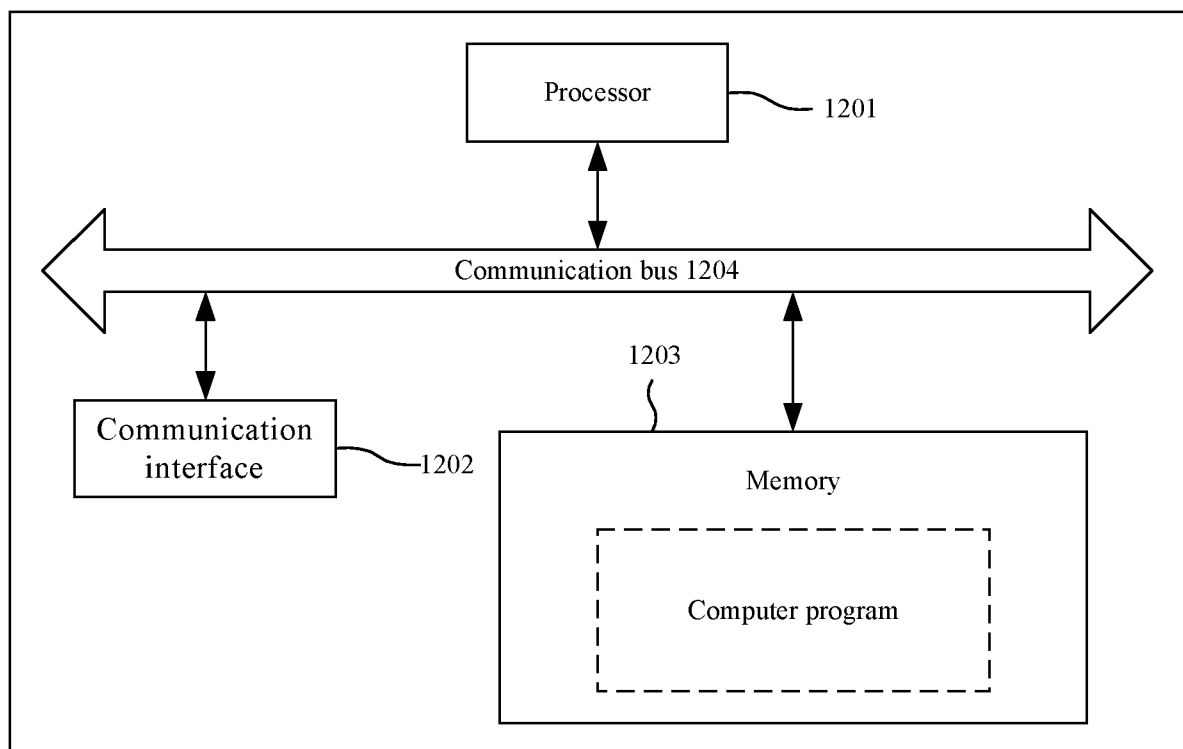 Processor
1201
Communication bus 1204
1203
Communication
interface
1202
Memory
Computer program